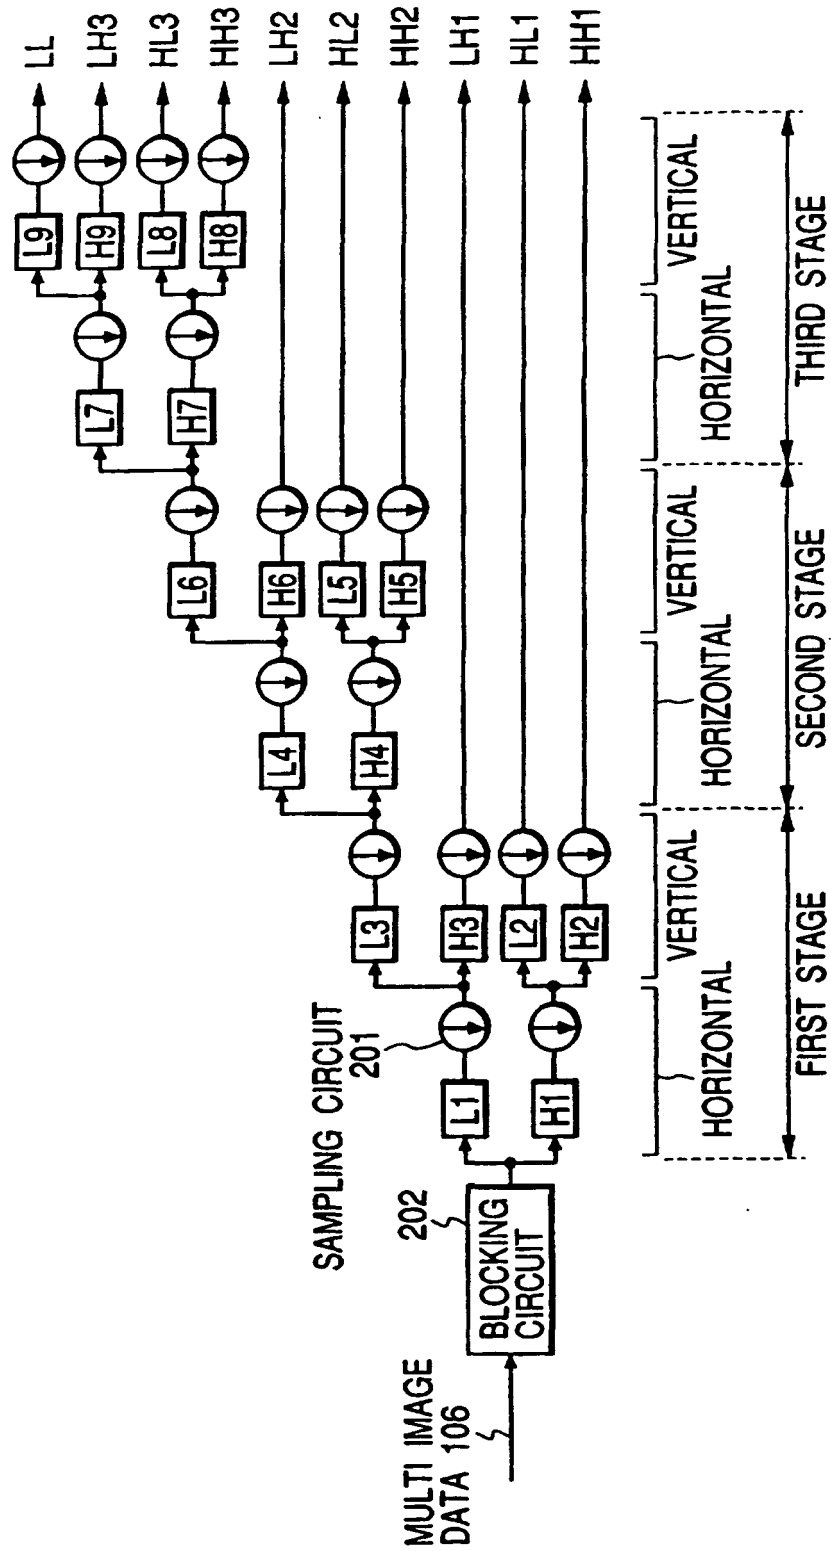 LL
LH3
HL3
HH3
LH2
HL2
HH2
LH1
HL1
HH1
L9
H9
L8
H8
L7
H7
L6
H6
L5
H5
L4
H4
L3
H3
L2
H2
L1
H1
SAMPLING CIRCUIT
201
202
BLOCKING
CIRCUIT
MULTI IMAGE
DATA 106
HORIZONTAL
VERTICAL
HORIZONTAL
VERTICAL
HORIZONTAL
VERTICAL
FIRST STAGE
SECOND STAGE
THIRD STAGE